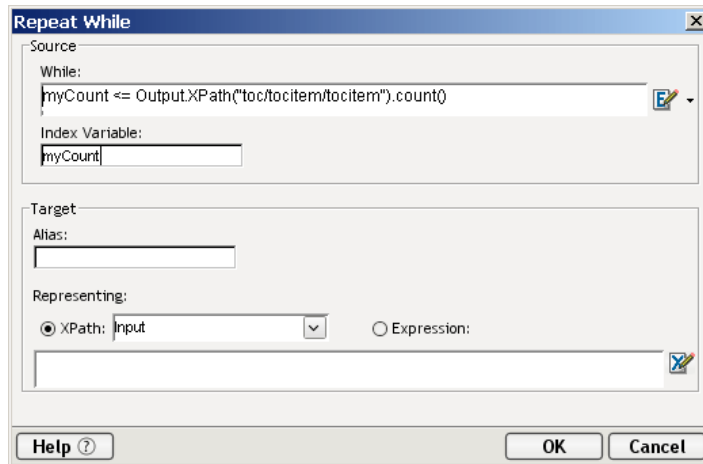 Repeat While
Source
While:
myCount <= Output.XPath("toc/tocitem/tocitem").count()
Index Variable:
myCount
Target
Alias:
Representing:
XPath: Input Expression:
Help ? OK Cancel